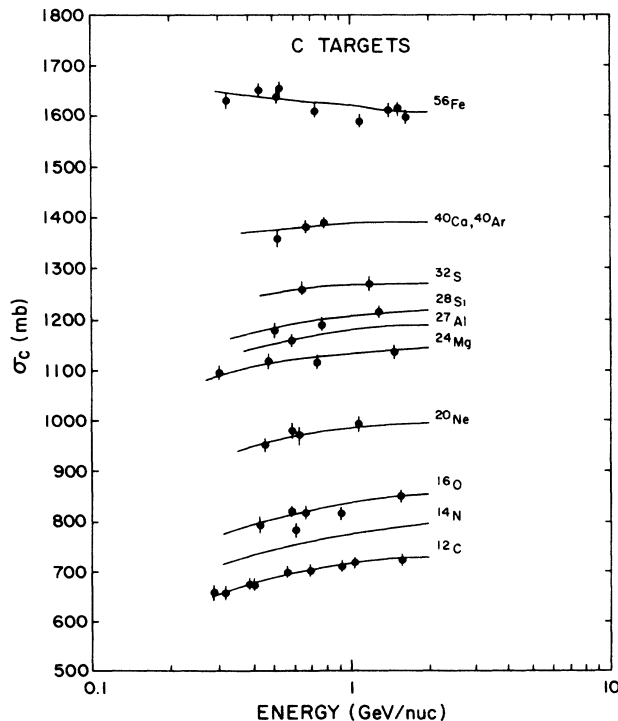 C TARGETS
1800
1700
1600
1500
1400
1300
1200
1100
1000
900
800
700
600
500
σC (mb)
⁵⁶Fe
⁴⁰Ca,⁴⁰Ar
³²S
²⁸Si
²⁷Al
²⁴Mg
²⁰Ne
¹⁶O
¹⁴N
¹²C
0.1
1
10
ENERGY (GeV/nuc)